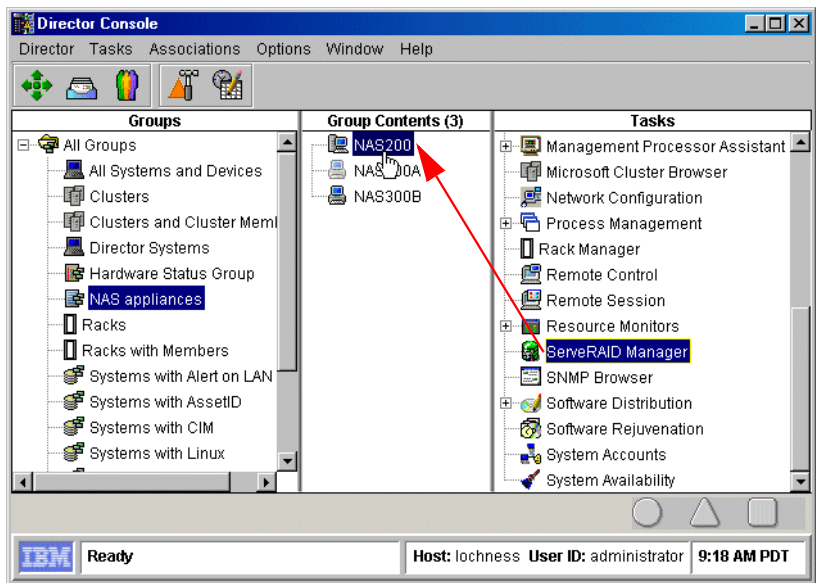 Director Console
Director Tasks Associations Options Window Help
Groups
All Groups
All Systems and Devices
Clusters
Clusters and Cluster Meml
Director Systems
Hardware Status Group
NAS appliances
Racks
Racks with Members
Systems with Alert on LAN
Systems with AssetID
Systems with CIM
Systems with Linux
Group Contents (3)
NAS200
NAS300B
Tasks
Management Processor Assistant
Microsoft Cluster Browser
Network Configuration
Process Management
Rack Manager
Remote Control
Remote Session
Resource Monitors
ServeRAID Manager
SNMP Browser
Software Distribution
Software Rejuvenation
System Accounts
System Availability
IBM Ready Host: lochness User ID: administrator 9:18 AM PDT